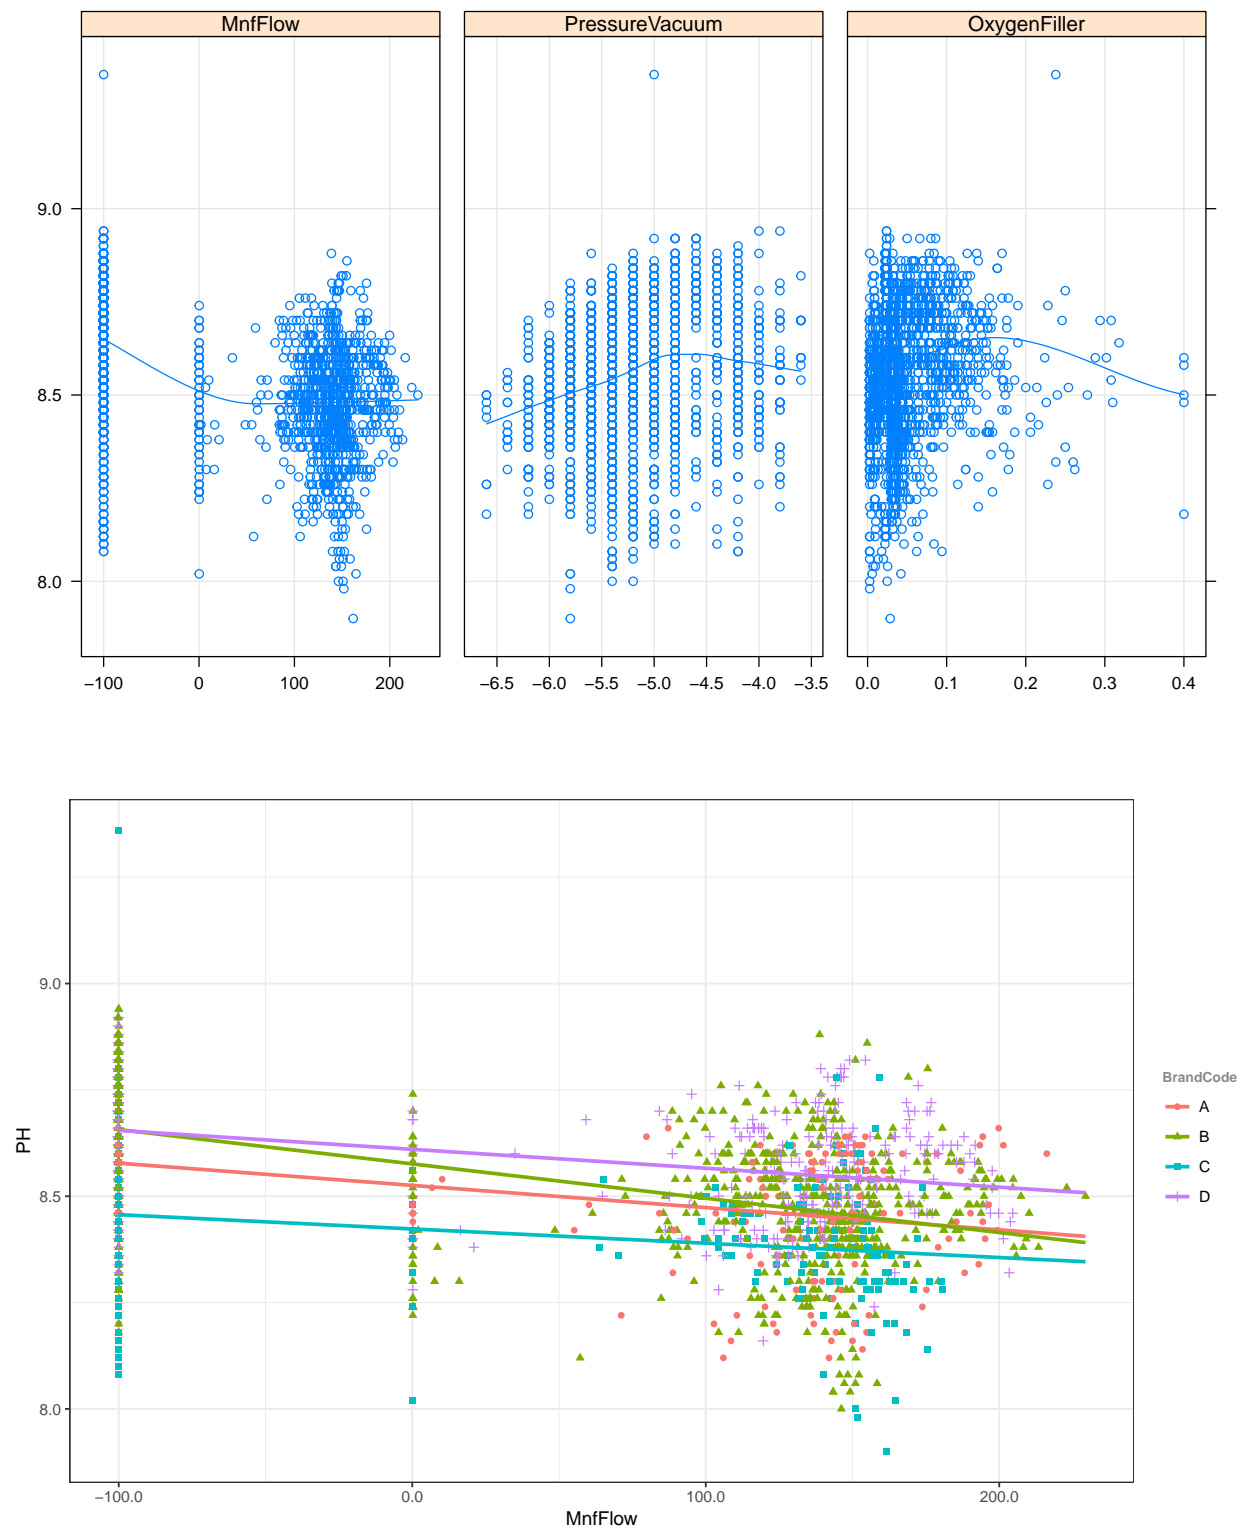 MnfFlow PressureVacuum OxygenFiller
9.0
8.5
8.0
−100 0 100 200 −6.5 −6.0 −5.5 −5.0 −4.5 −4.0 −3.5 0.0 0.1 0.2 0.3 0.4
9.0
8.5
8.0
PH
−100.0 0.0 100.0 200.0
MnfFlow
BrandCode
A
B
C
D